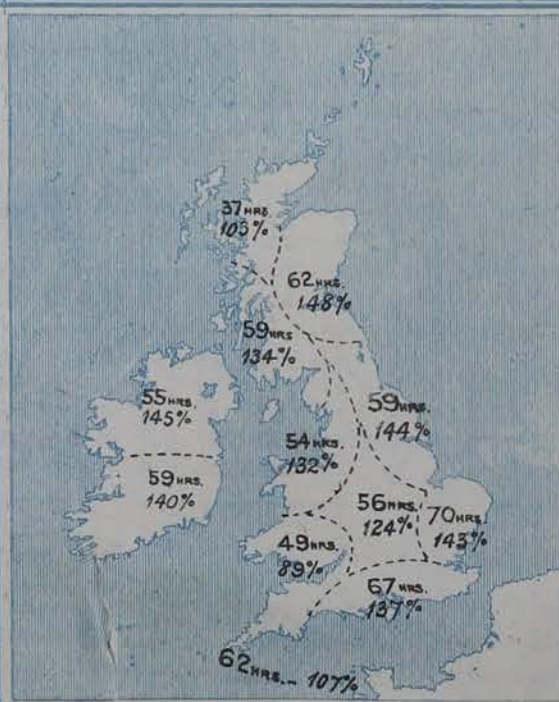 37 HRS.
103%
62 HRS.
148%
59 HRS
134%
55 HRS.
145%
59 HRS.
144%
54 HRS.
132%
59 HRS.
140%
56 HRS.
124%
70 HRS.
143%
49 HRS.
89%
67 HRS.
137%
62 HRS. - 107%